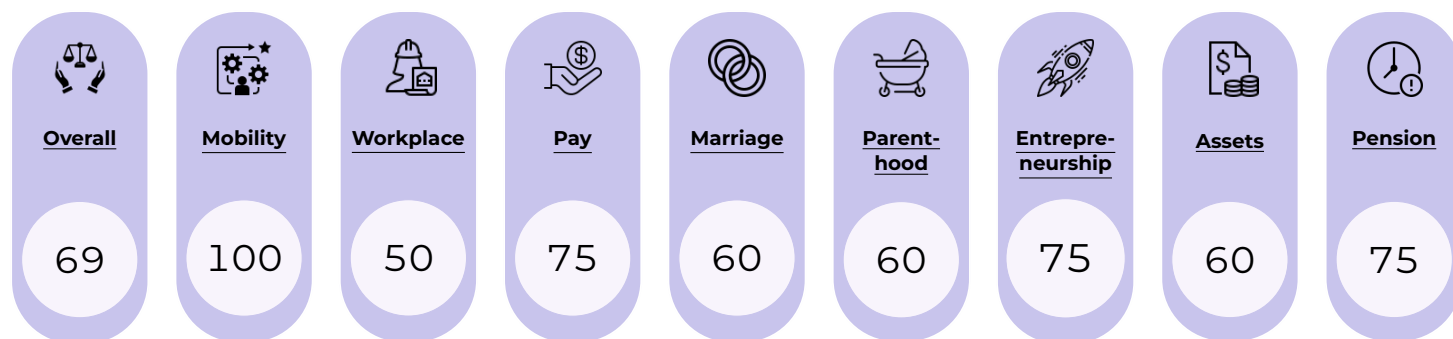 Overall
69
Mobility
100
Workplace
50
Pay
75
Marriage
60
Parent-
hood
60
Entrepre-
neurship
75
Assets
60
Pension
75